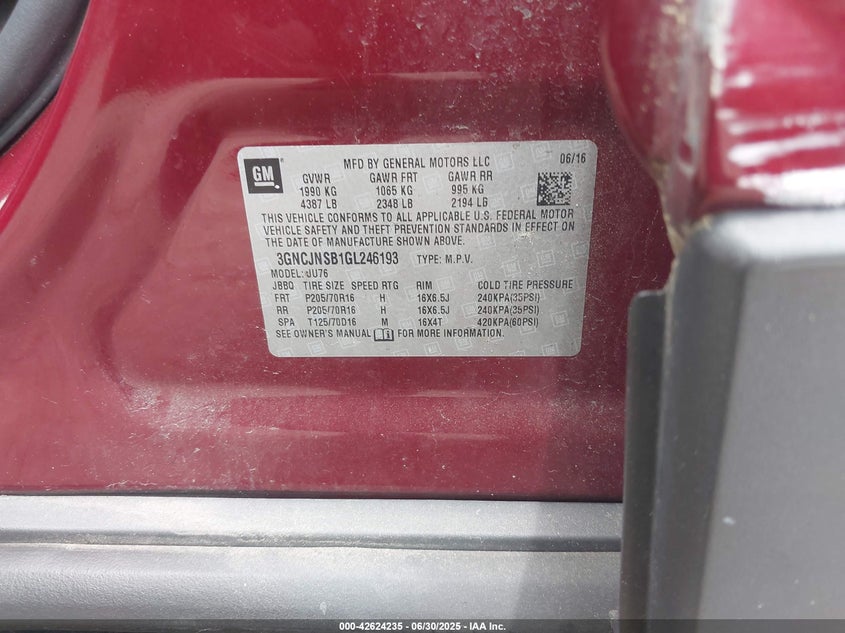 GM
MFD BY GENERAL MOTORS LLC 06/16
GVWR GAWR FRT GAWR RR
1990 KG 1065 KG 995 KG
4387 LB 2348 LB 2194 LB
THIS VEHICLE CONFORMS TO ALL APPLICABLE U.S. FEDERAL MOTOR
VEHICLE SAFETY AND THEFT PREVENTION STANDARDS IN EFFECT ON
THE DATE OF MANUFACTURE SHOWN ABOVE.
3GNCJNSB1GL246193 TYPE: M.P.V.
MODEL: JU76
JBBQ TIRE SIZE SPEED RTG RIM COLD TIRE PRESSURE
FRT P205/70R16 H 16X6.5J 240KPA(35PSI)
RR P205/70R16 H 16X6.5J 240KPA(35PSI)
SPA T125/70D16 M 16X4T 420KPA(60PSI)
SEE OWNER'S MANUAL FOR MORE INFORMATION.
000-42624235 - 06/30/2025 - IAA Inc.